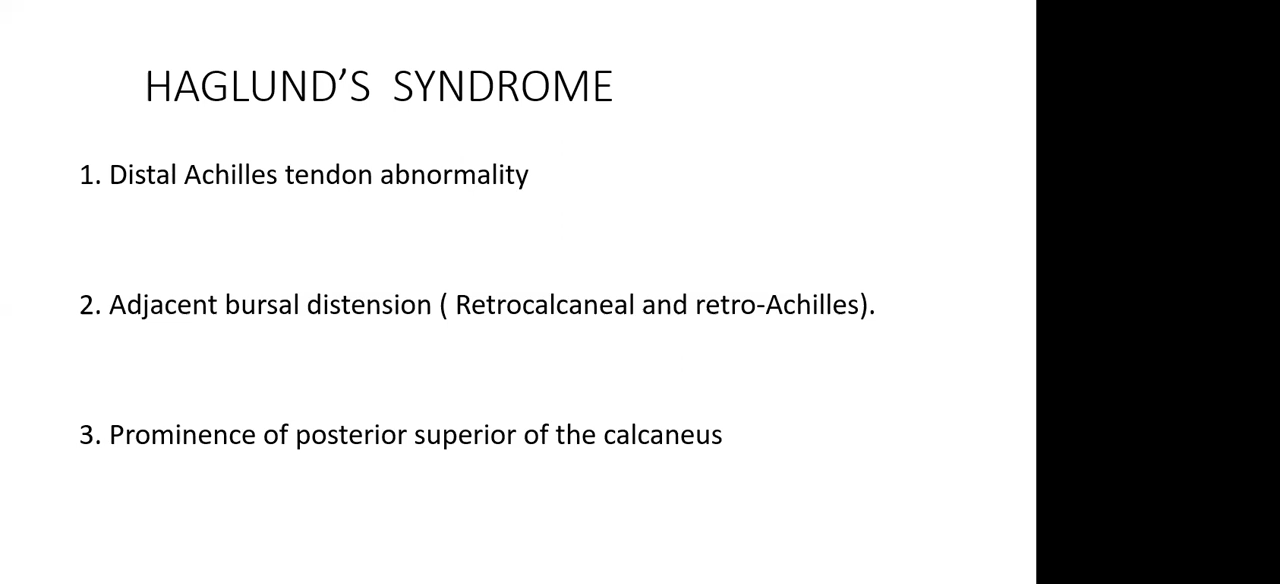 HAGLUND’S SYNDROME
1. Distal Achilles tendon abnormality
2. Adjacent bursal distension ( Retrocalcaneal and retro-Achilles).
3. Prominence of posterior superior of the calcaneus